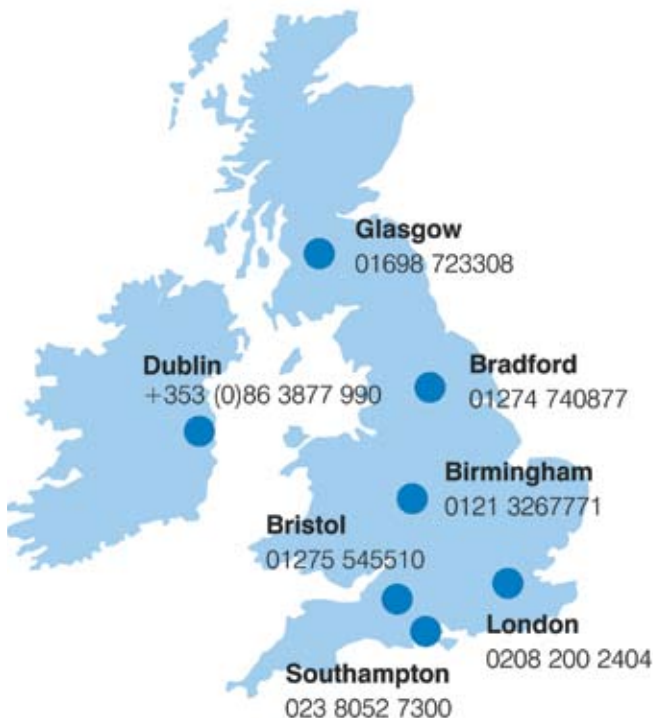 Glasgow
01698 723308
Dublin
+353 (0)86 3877 990
Bradford
01274 740877
Birmingham
0121 3267771
Bristol
01275 545510
London
0208 200 2404
Southampton
023 8052 7300